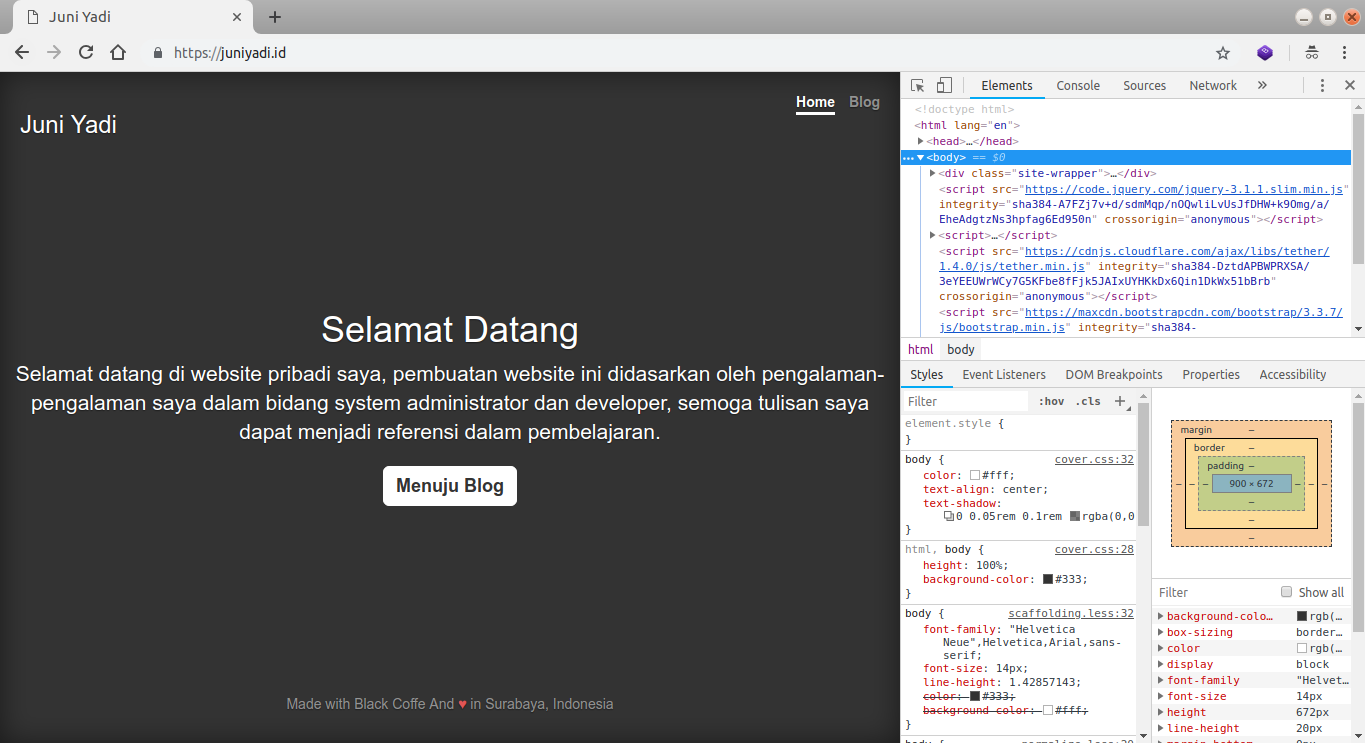 Juni Yadi
https://juniyadi.id
Juni Yadi
Home Blog
Selamat Datang
Selamat datang di website pribadi saya, pembuatan website ini didasarkan oleh pengalaman-
pengalaman saya dalam bidang system administrator dan developer, semoga tulisan saya
dapat menjadi referensi dalam pembelajaran.
Menuju Blog
Made with Black Coffe And ♥ in Surabaya, Indonesia
Elements Console Sources Network »
<!doctype html>
<html lang="en">
<head>…</head>
<body> == $0
<div class="site-wrapper">…</div>
<script src="https://code.jquery.com/jquery-3.1.1.slim.min.js"
integrity="sha384-A7FZj7v+d/sdmMqp/nOQwliLvUsJfDHW+k9Omg/a/
EheAdgtzNs3hpfag6Ed950n" crossorigin="anonymous"></script>
<script>…</script>
<script src="https://cdnjs.cloudflare.com/ajax/libs/tether/
1.4.0/js/tether.min.js" integrity="sha384-DztdAPBWPRXSA/
3eYEEUWrWCy7G5KFbe8fFjk5JAIxUYHKkDx6Qin1DkWx51bBrb"
crossorigin="anonymous"></script>
<script src="https://maxcdn.bootstrapcdn.com/bootstrap/3.3.7/
js/bootstrap.min.js" integrity="sha384-
html body
Styles Event Listeners DOM Breakpoints Properties Accessibility
Filter :hov .cls +
element.style {
}
body { cover.css:32
color: #fff;
text-align: center;
text-shadow:
0 0.05rem 0.1rem rgba(0,0
}
html, body { cover.css:28
height: 100%;
background-color: #333;
}
body { scaffolding.less:32
font-family: "Helvetica
Neue",Helvetica,Arial,sans-
serif;
font-size: 14px;
line-height: 1.42857143;
color: #333;
background-color: #fff;
}
body { normalize.less:20
margin –
border –
padding –
– – – 900 × 672 – – –
–
–
–
Filter Show all
background-colo… rgb(…
box-sizing border…
color rgb(…
display block
font-family "Helvet…
font-size 14px
height 672px
line-height 20px
margin-bottom 0px